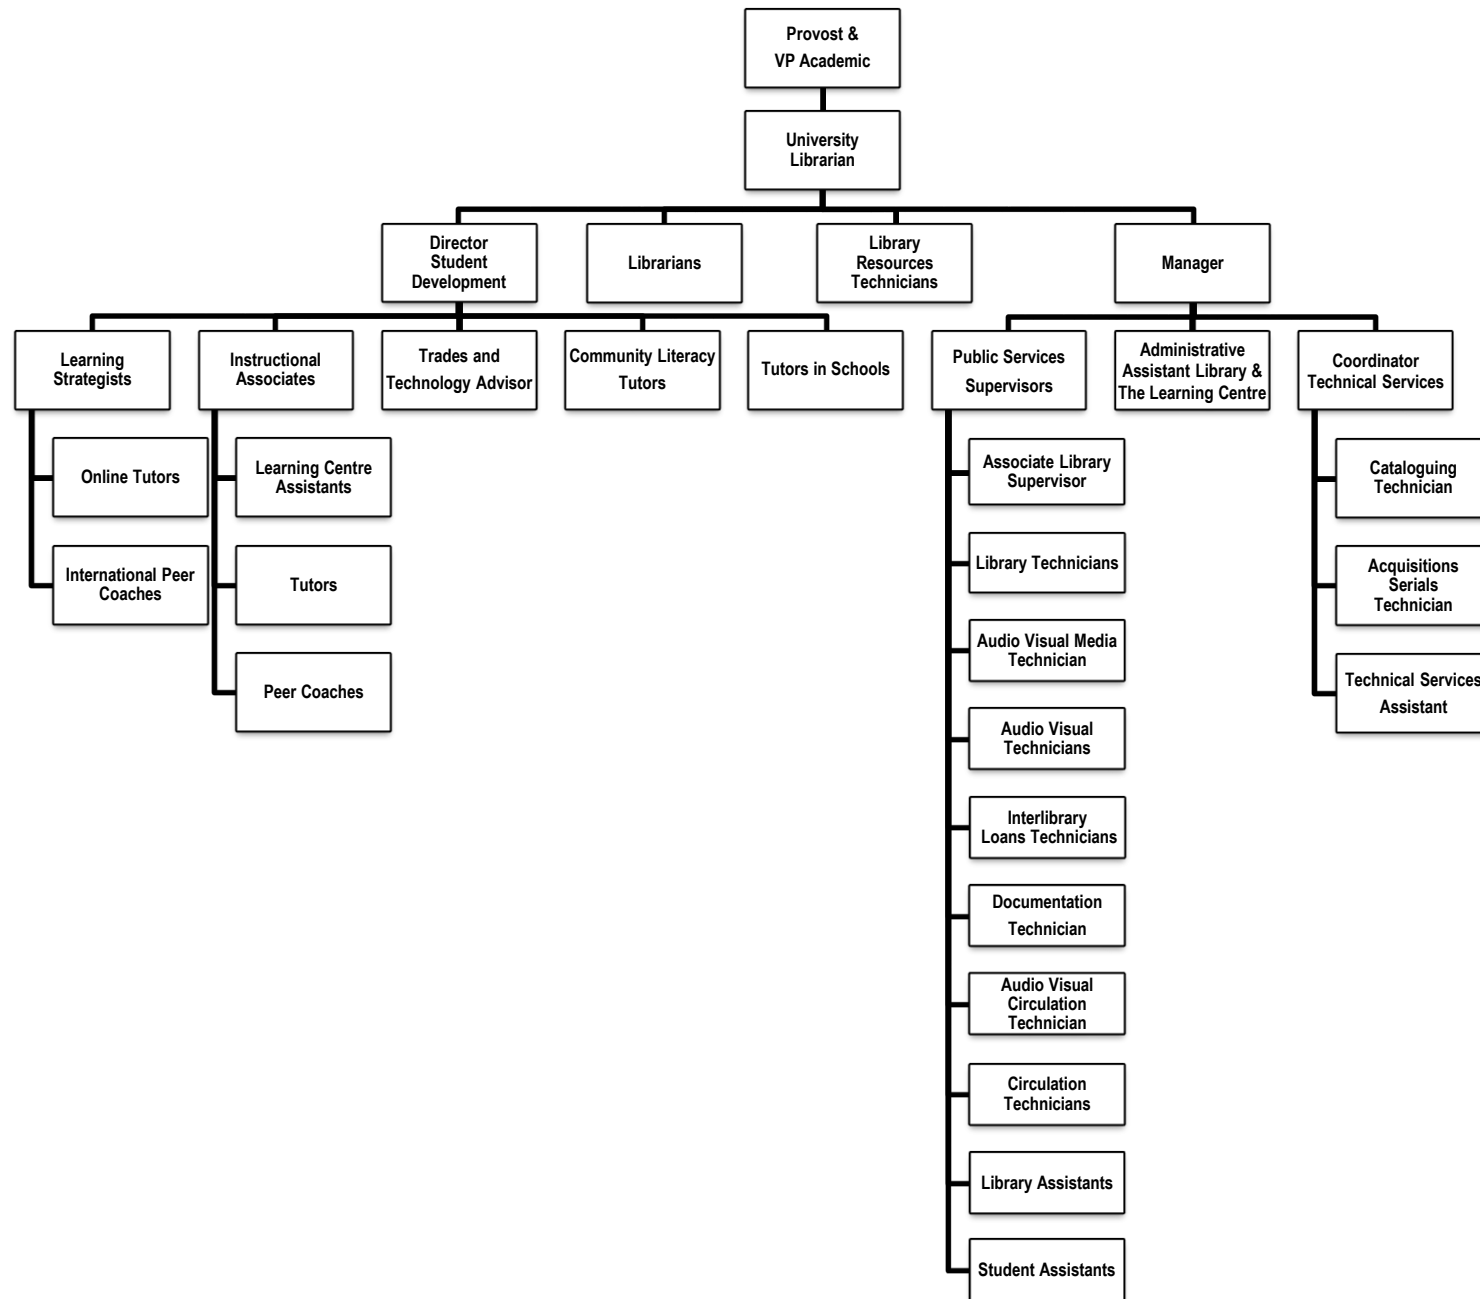 Provost &
VP Academic
University
Librarian
Director
Student
Development
Librarians
Library
Resources
Technicians
Manager
Learning
Strategists
Instructional
Associates
Trades and
Technology Advisor
Community Literacy
Tutors
Tutors in Schools
Public Services
Supervisors
Administrative
Assistant Library &
The Learning Centre
Coordinator
Technical Services
Online Tutors
International Peer
Coaches
Learning Centre
Assistants
Tutors
Peer Coaches
Associate Library
Supervisor
Library Technicians
Audio Visual Media
Technician
Audio Visual
Technicians
Interlibrary
Loans Technicians
Documentation
Technician
Audio Visual
Circulation
Technician
Circulation
Technicians
Library Assistants
Student Assistants
Cataloguing
Technician
Acquisitions
Serials
Technician
Technical Services
Assistant